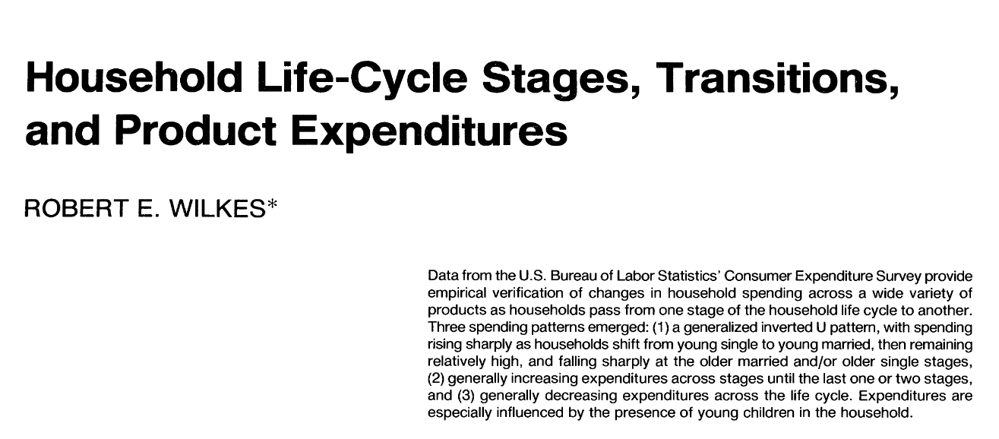 Household Life-Cycle Stages, Transitions,
and Product Expenditures
ROBERT E. WILKES*
Data from the U.S. Bureau of Labor Statistics' Consumer Expenditure Survey provide
empirical verification of changes in household spending across a wide variety of
products as households pass from one stage of the household life cycle to another.
Three spending patterns emerged: (1) a generalized inverted U pattern, with spending
rising sharply as households shift from young single to young married, then remaining
relatively high, and falling sharply at the older married and/or older single stages,
(2) generally increasing expenditures across stages until the last one or two stages,
and (3) generally decreasing expenditures across the life cycle. Expenditures are
especially influenced by the presence of young children in the household.